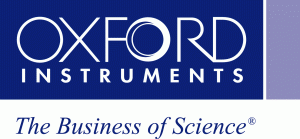 OXFORD
INSTRUMENTS
The Business of Science®